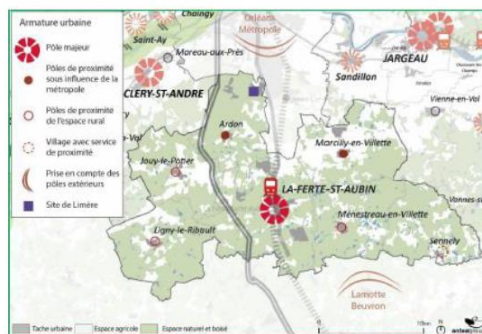 Armature urbaine
Pôle majeur
Pôles de proximité
sous influence de la
métropole
Pôles de proximité
de l'espace rural
Village avec service
de proximité
Prise en compte des
pôles extérieurs
Site de Limère
Chaingy
Saint-Ay
Mareau-aux-Prés
CLERY-ST-ANDRE
Orléans
Métropole
JARGEAU
Sandillon
Vienne-en-Val
Ardon
Marcilly-en-Villette
Jouy-le-Potier
LA-FERTE-ST-AUBIN
Ménestreau-en-Villette
Ligny-le-Ribault
Sennely
Lamotte
Beuvron
Tache urbaine
Espace agricole
Espace naturel et boisé